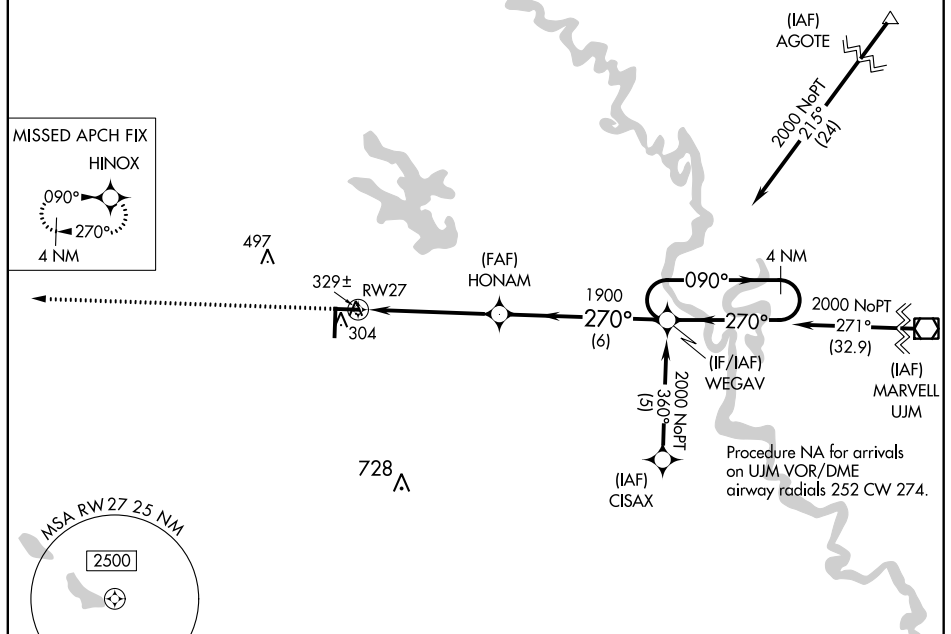 (IAF)
AGOTE
2000 NoPT
215°
(24)
MISSED APCH FIX
HINOX
090°
270°
4 NM
497
329±
RW27
304
(FAF)
HONAM
1900
270°
(6)
090°
4 NM
270°
2000 NoPT
271°
(32.9)
(IF/IAF)
WEGAV
(IAF)
MARVELL
UJM
2000 NoPT
360°
(5)
(IAF)
CISAX
Procedure NA for arrivals
on UJM VOR/DME
airway radials 252 CW 274.
728
MSA RW27 25 NM
2500